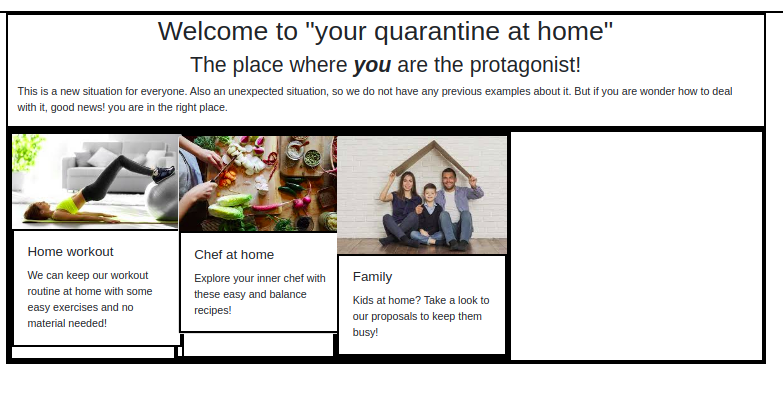 Welcome to "your quarantine at home"
The place where you are the protagonist!
This is a new situation for everyone. Also an unexpected situation, so we do not have any previous examples about it. But if you are wonder how to deal
with it, good news! you are in the right place.
Home workout
We can keep our workout
routine at home with some
easy exercises and no
material needed!
Chef at home
Explore your inner chef with
these easy and balance
recipes!
Family
Kids at home? Take a look to
our proposals to keep them
busy!